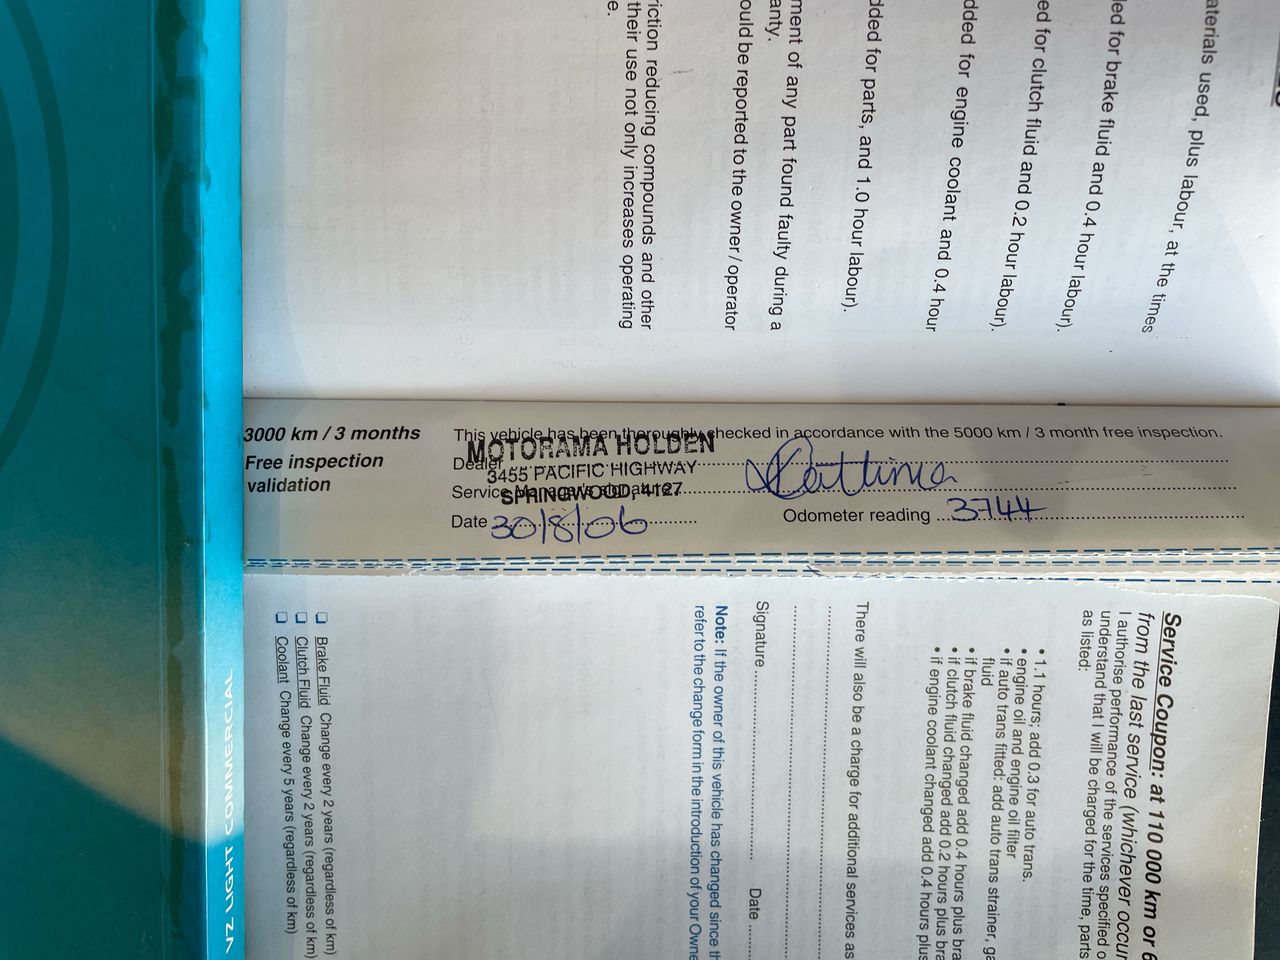 aterials used, plus labour, at the times
ded for brake fluid and 0.4 hour labour).
ed for clutch fluid and 0.2 hour labour).
dded for engine coolant and 0.4 hour
dded for parts, and 1.0 hour labour).
ment of any part found faulty during a
anty.
ould be reported to the owner / operator
riction reducing compounds and other
their use not only increases operating
e.
3000 km / 3 months
Free inspection
validation
This vehicle has been thoroughly checked in accordance with the 5000 km / 3 month free inspection.
Dealer
MOTORAMA HOLDEN
3455 PACIFIC HIGHWAY
SPRINGWOOD, 4127
Service Manager's signature
Date 30/8/06
Odometer reading 3744
Service Coupon: at 110 000 km or 6
from the last service (whichever occur
I authorise performance of the services specified o
understand that I will be charged for the time, parts
as listed:
• 1.1 hours; add 0.3 for auto trans.
• engine oil and engine oil filter
• if auto trans fitted: add auto trans strainer, ga
fluid
• if brake fluid changed add 0.4 hours plus bra
• if clutch fluid changed add 0.2 hours plus bra
• if engine coolant changed add 0.4 hours plus
There will also be a charge for additional services as
Signature Date
Note: If the owner of this vehicle has changed since th
refer to the change form in the introduction of your Owne
❑ Brake Fluid Change every 2 years (regardless of km)
❑ Clutch Fluid Change every 2 years (regardless of km)
❑ Coolant Change every 5 years (regardless of km)
VZ LIGHT COMMERCIAL